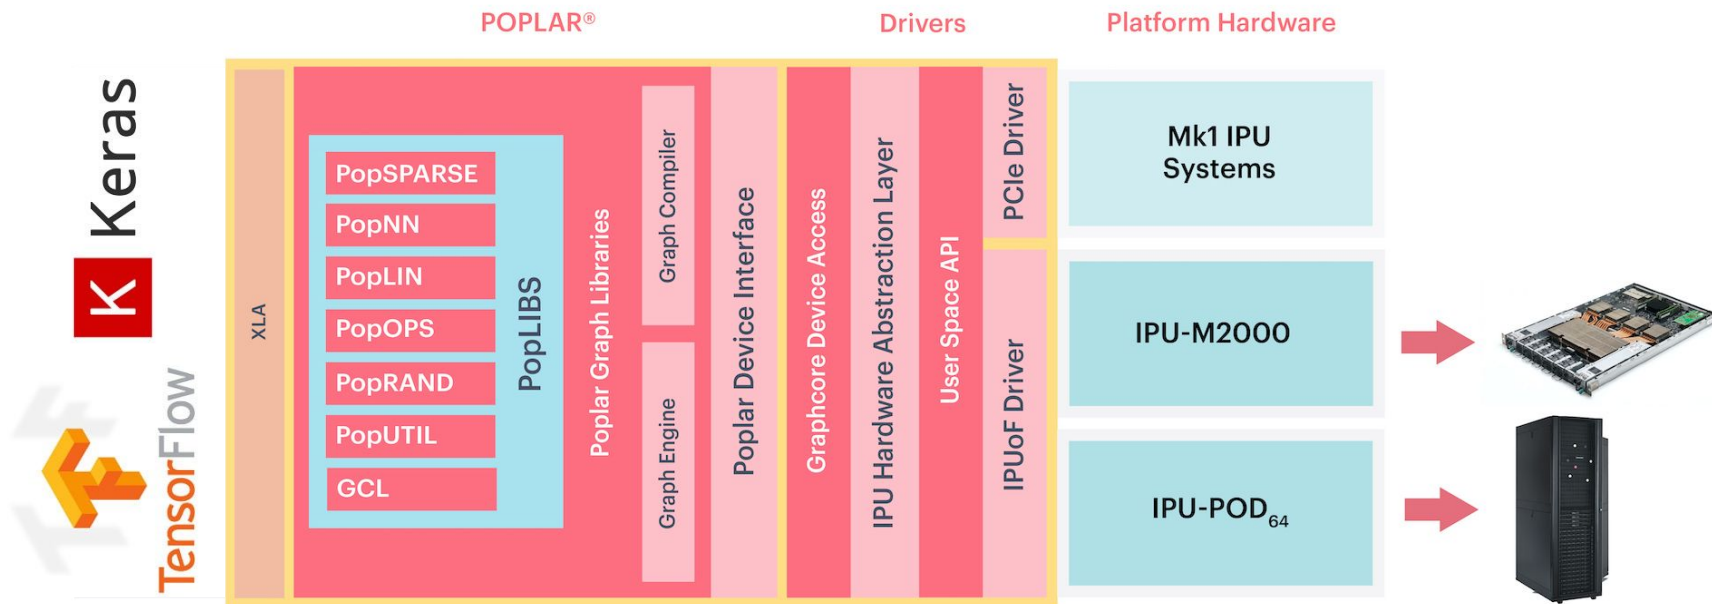 POPLAR®
Drivers
Platform Hardware
K Keras
TensorFlow
XLA
PopSPARSE
PopNN
PopLIN
PopOPS
PopRAND
PopUTIL
GCL
PopLIBS
Poplar Graph Libraries
Graph Compiler
Graph Engine
Poplar Device Interface
Graphcore Device Access
IPU Hardware Abstraction Layer
User Space API
PCIe Driver
IPUoF Driver
Mk1 IPU
Systems
IPU-M2000
IPU-POD₆₄